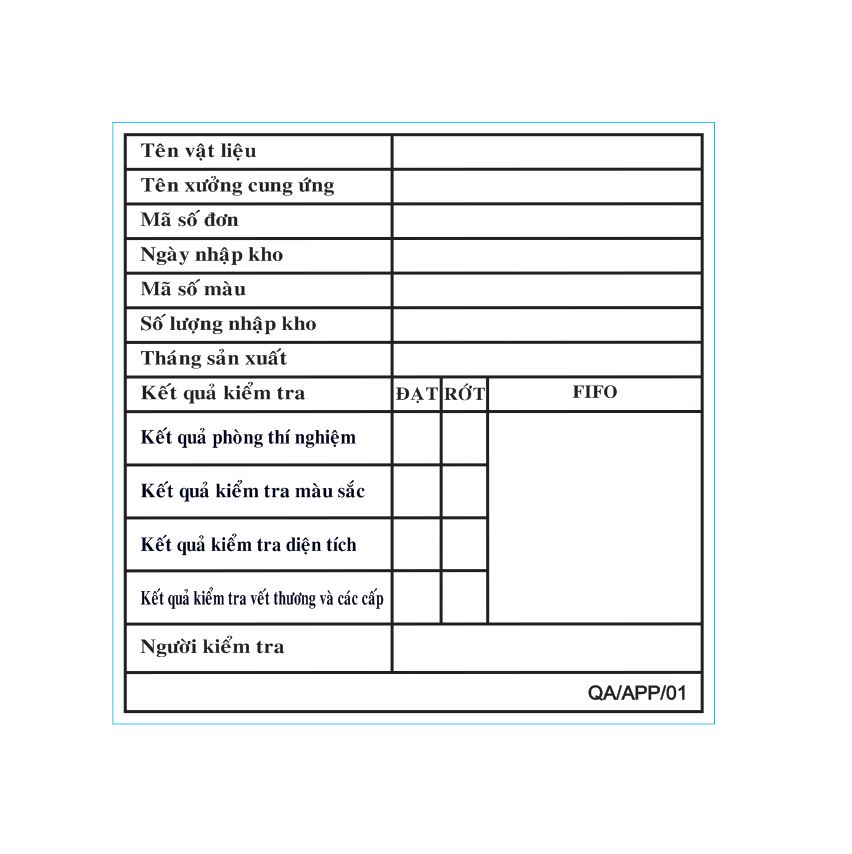 Tên vật liệu
Tên xưởng cung ứng
Mã số đơn
Ngày nhập kho
Mã số màu
Số lượng nhập kho
Tháng sản xuất
Kết quả kiểm tra ĐẠT RỚT FIFO
Kết quả phòng thí nghiệm
Kết quả kiểm tra màu sắc
Kết quả kiểm tra diện tích
Kết quả kiểm tra vết thương và các cấp
Người kiểm tra
QA/APP/01